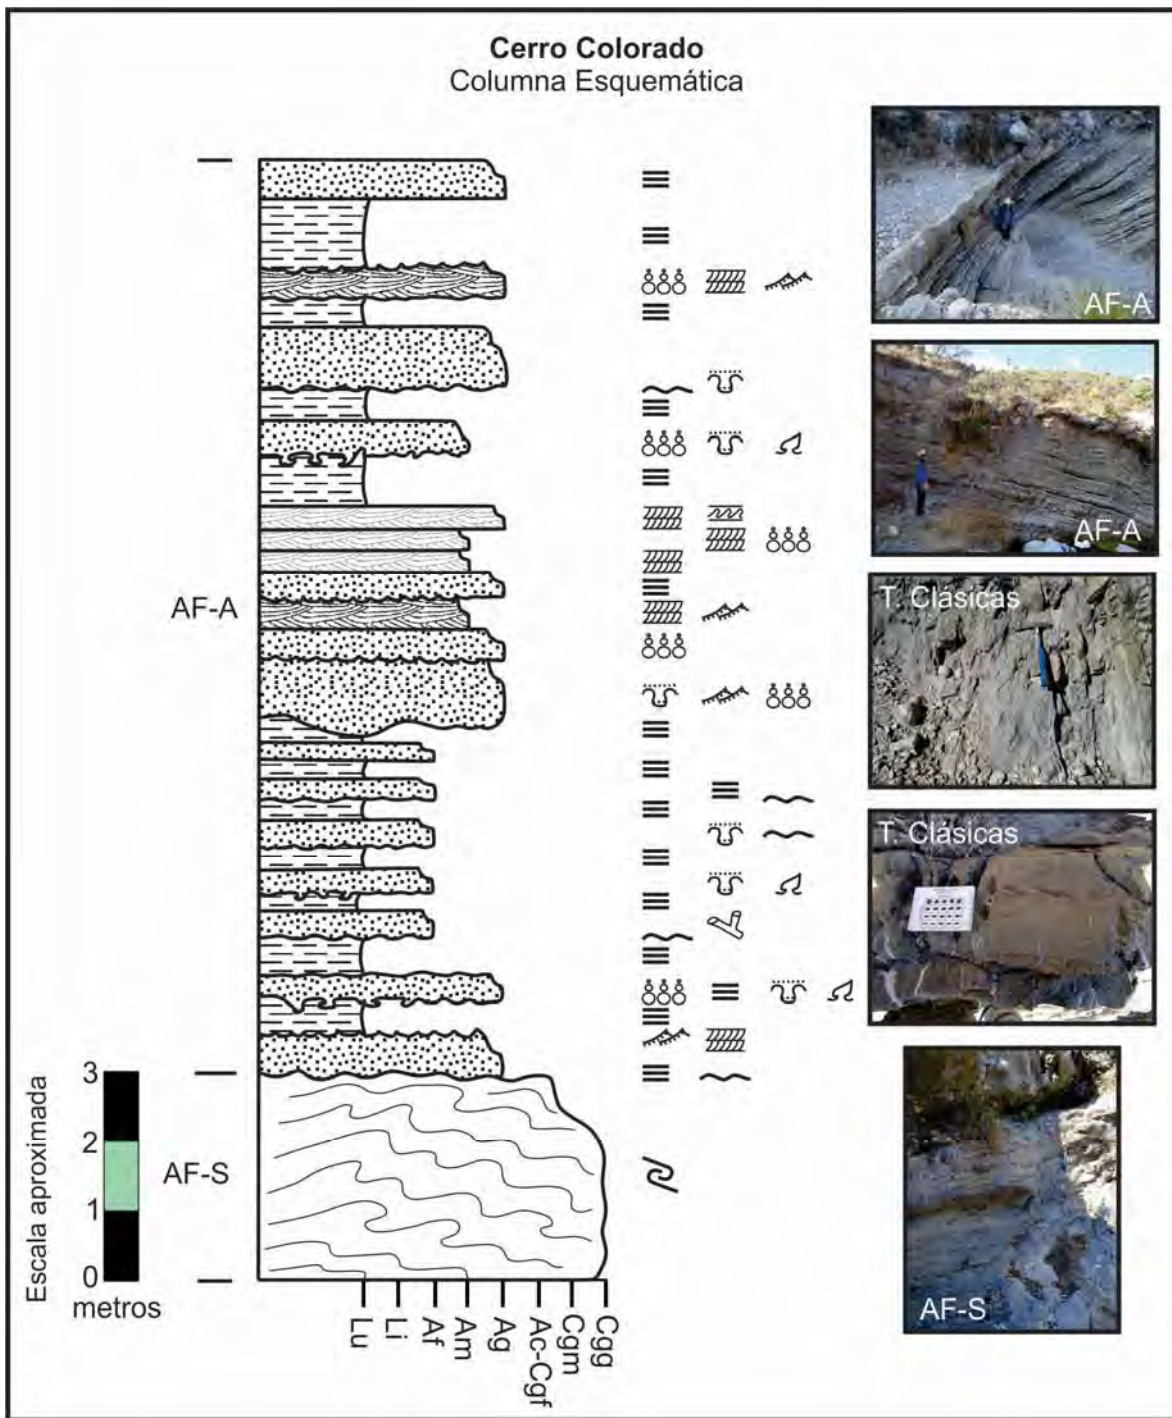 Cerro Colorado
Columna Esquemática
AF-A
AF-A
T. Clásicas
T. Clásicas
AF-S
AF-A
AF-S
Escala aproximada
3
2
1
0
metros
Lu
Li
Af
Am
Ag
Ac-Cgf
Cgm
Cgg